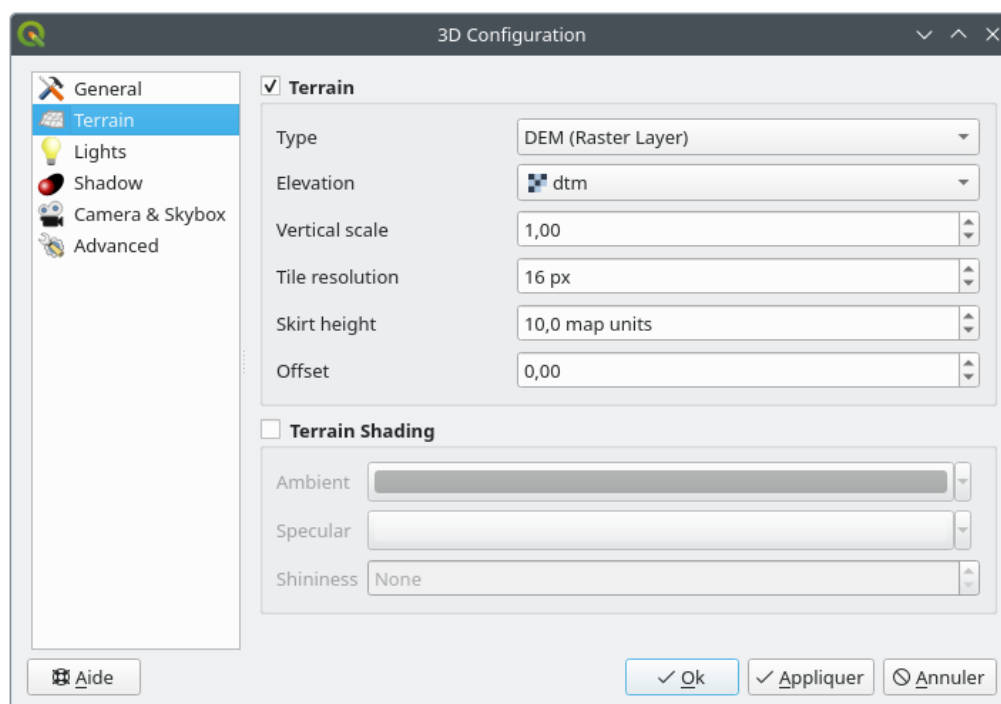 3D Configuration
General
Terrain
Lights
Shadow
Camera & Skybox
Advanced
Terrain
Type DEM (Raster Layer)
Elevation dtm
Vertical scale 1,00
Tile resolution 16 px
Skirt height 10,0 map units
Offset 0,00
Terrain Shading
Ambient
Specular
Shininess None
Aide Ok Appliquer Annuler